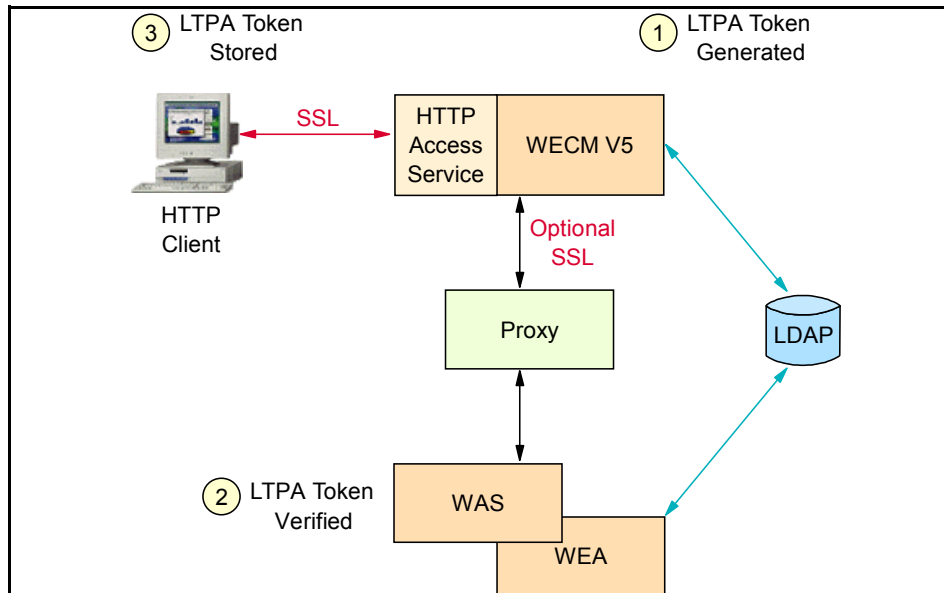 3 LTPA Token
Stored
1 LTPA Token
Generated
SSL
HTTP
Access
Service
WECM V5
HTTP
Client
Optional
SSL
Proxy
LDAP
2 LTPA Token
Verified
WAS
WEA